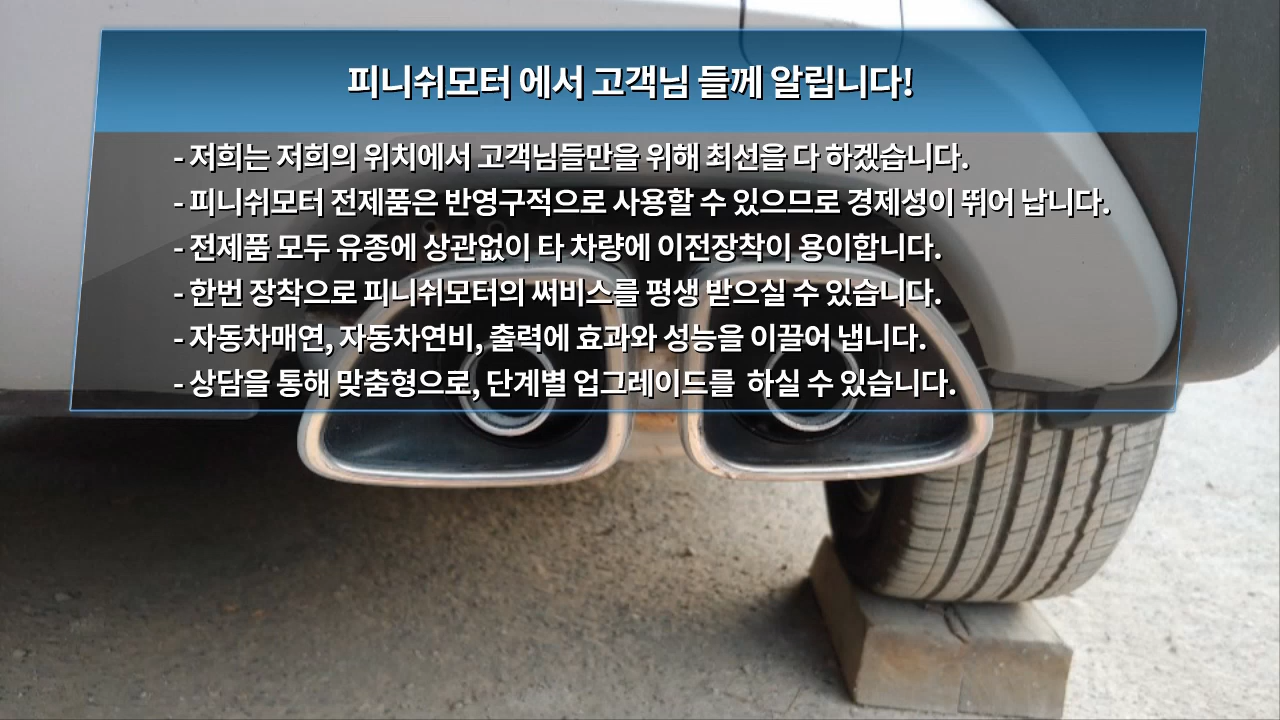 피니쉬모터 에서 고객님 들께 알립니다!
- 저희는 저희의 위치에서 고객님들만을 위해 최선을 다 하겠습니다.
- 피니쉬모터 전제품은 반영구적으로 사용할 수 있으므로 경제성이 뛰어 납니다.
- 전제품 모두 유종에 상관없이 타 차량에 이전장착이 용이합니다.
- 한번 장착으로 피니쉬모터의 써비스를 평생 받으실 수 있습니다.
- 자동차매연, 자동차연비, 출력에 효과와 성능을 이끌어 냅니다.
- 상담을 통해 맞춤형으로, 단계별 업그레이드를 하실 수 있습니다.